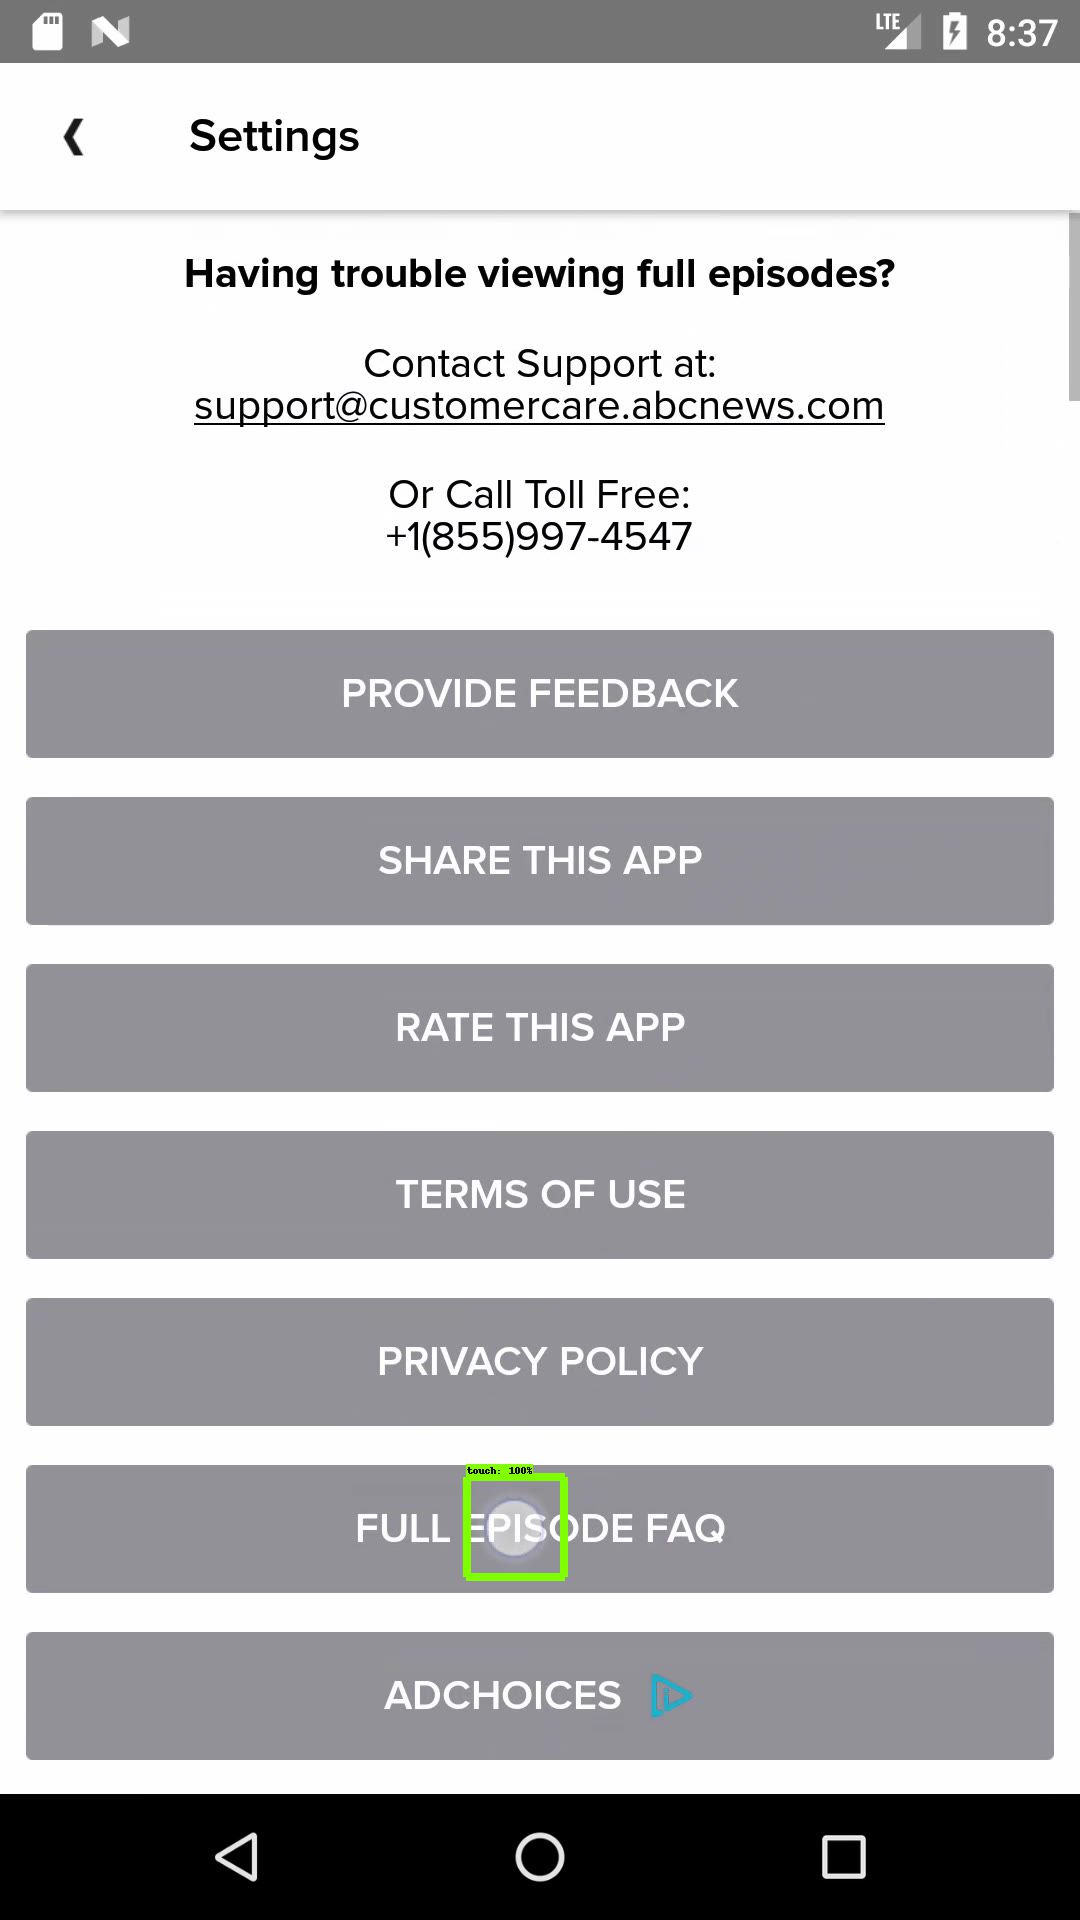 LTE 8:37
Settings
Having trouble viewing full episodes?
Contact Support at:
support@customercare.abcnews.com
Or Call Toll Free:
+1(855)997-4547
PROVIDE FEEDBACK
SHARE THIS APP
RATE THIS APP
TERMS OF USE
PRIVACY POLICY
touch: 100%
FULL EPISODE FAQ
ADCHOICES